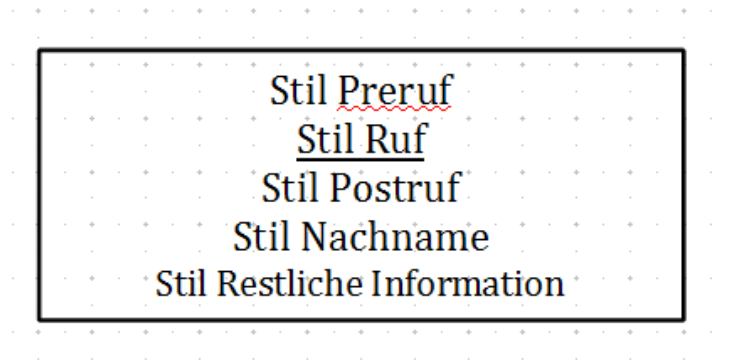 Stil Preruf
Stil Ruf
Stil Postruf
Stil Nachname
Stil Restliche Information